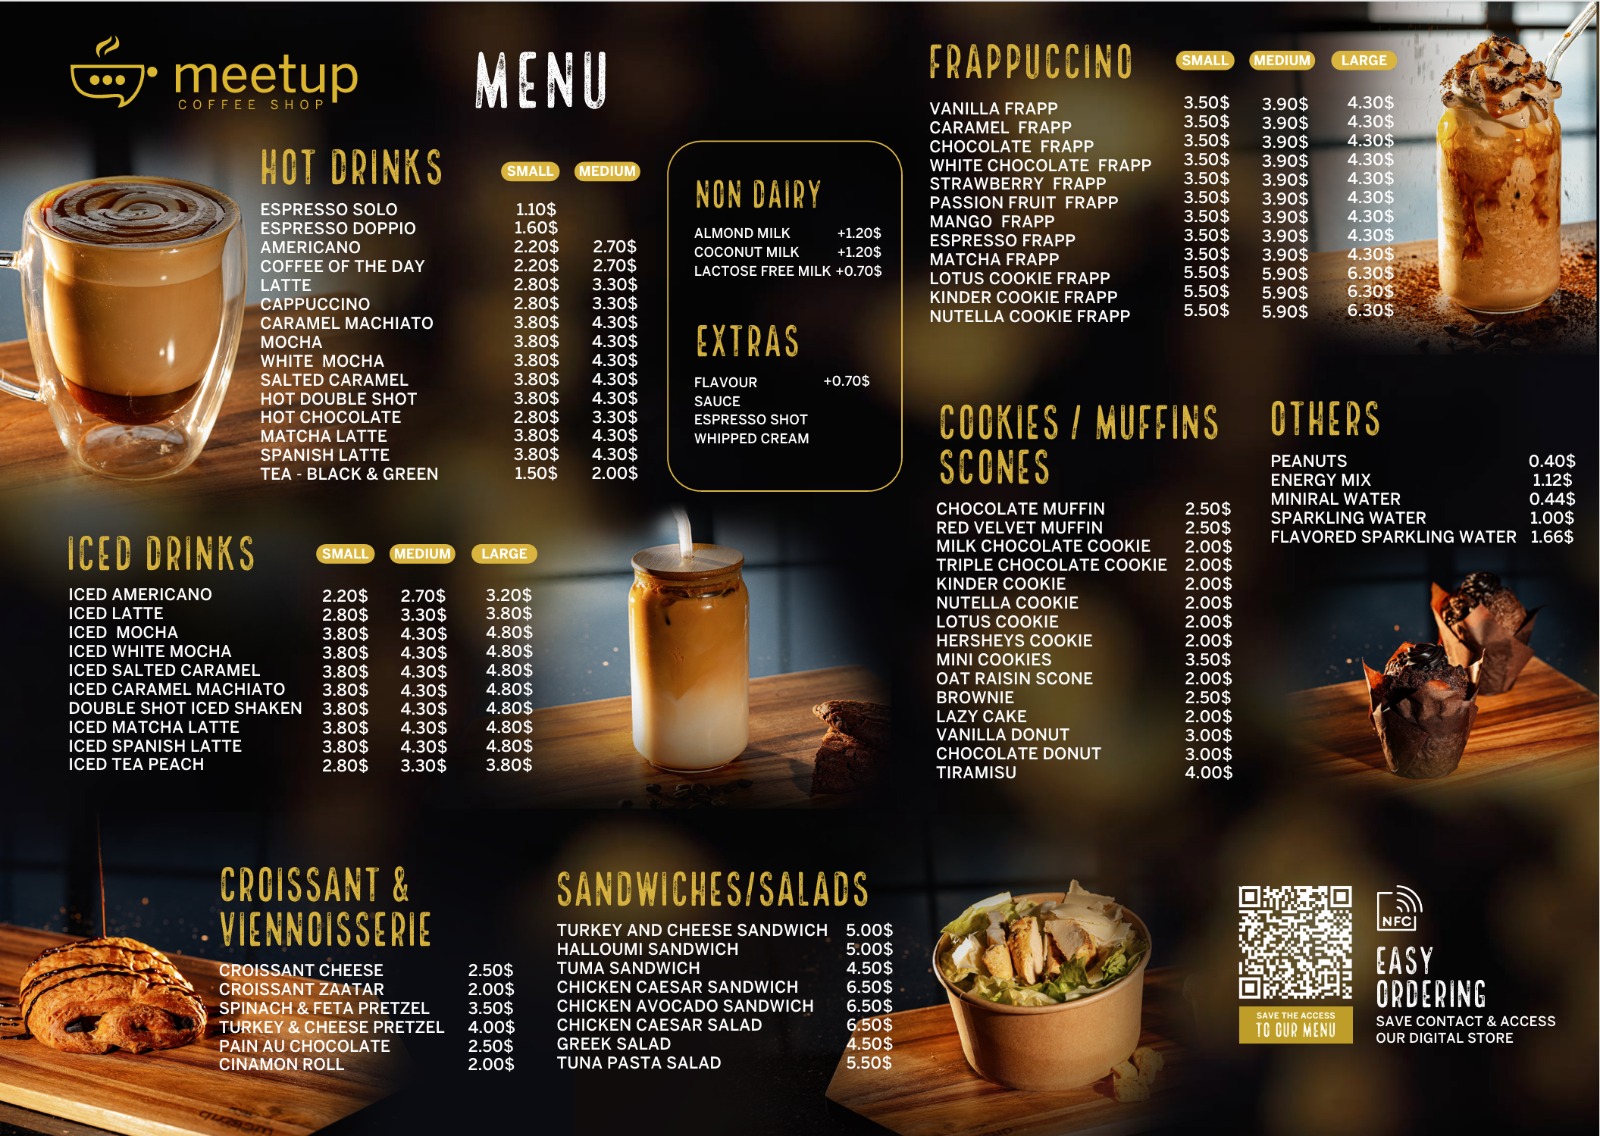 meetup
COFFEE SHOP
MENU
HOT DRINKS SMALL MEDIUM
ESPRESSO SOLO 1.10$
ESPRESSO DOPPIO 1.60$
AMERICANO 2.20$ 2.70$
COFFEE OF THE DAY 2.20$ 2.70$
LATTE 2.80$ 3.30$
CAPPUCCINO 2.80$ 3.30$
CARAMEL MACHIATO 3.80$ 4.30$
MOCHA 3.80$ 4.30$
WHITE MOCHA 3.80$ 4.30$
SALTED CARAMEL 3.80$ 4.30$
HOT DOUBLE SHOT 3.80$ 4.30$
HOT CHOCOLATE 2.80$ 3.30$
MATCHA LATTE 3.80$ 4.30$
SPANISH LATTE 3.80$ 4.30$
TEA - BLACK & GREEN 1.50$ 2.00$
NON DAIRY
ALMOND MILK +1.20$
COCONUT MILK +1.20$
LACTOSE FREE MILK +0.70$
EXTRAS
FLAVOUR +0.70$
SAUCE
ESPRESSO SHOT
WHIPPED CREAM
ICED DRINKS SMALL MEDIUM LARGE
ICED AMERICANO 2.20$ 2.70$ 3.20$
ICED LATTE 2.80$ 3.30$ 3.80$
ICED MOCHA 3.80$ 4.30$ 4.80$
ICED WHITE MOCHA 3.80$ 4.30$ 4.80$
ICED SALTED CARAMEL 3.80$ 4.30$ 4.80$
ICED CARAMEL MACHIATO 3.80$ 4.30$ 4.80$
DOUBLE SHOT ICED SHAKEN 3.80$ 4.30$ 4.80$
ICED MATCHA LATTE 3.80$ 4.30$ 4.80$
ICED SPANISH LATTE 3.80$ 4.30$ 4.80$
ICED TEA PEACH 2.80$ 3.30$ 3.80$
CROISSANT &
VIENNOISSERIE
CROISSANT CHEESE 2.50$
CROISSANT ZAATAR 2.00$
SPINACH & FETA PRETZEL 3.50$
TURKEY & CHEESE PRETZEL 4.00$
PAIN AU CHOCOLATE 2.50$
CINAMON ROLL 2.00$
SANDWICHES/SALADS
TURKEY AND CHEESE SANDWICH 5.00$
HALLOUMI SANDWICH 5.00$
TUMA SANDWICH 4.50$
CHICKEN CAESAR SANDWICH 6.50$
CHICKEN AVOCADO SANDWICH 6.50$
CHICKEN CAESAR SALAD 6.50$
GREEK SALAD 4.50$
TUNA PASTA SALAD 5.50$
FRAPPUCCINO SMALL MEDIUM LARGE
VANILLA FRAPP 3.50$ 3.90$ 4.30$
CARAMEL FRAPP 3.50$ 3.90$ 4.30$
CHOCOLATE FRAPP 3.50$ 3.90$ 4.30$
WHITE CHOCOLATE FRAPP 3.50$ 3.90$ 4.30$
STRAWBERRY FRAPP 3.50$ 3.90$ 4.30$
PASSION FRUIT FRAPP 3.50$ 3.90$ 4.30$
MANGO FRAPP 3.50$ 3.90$ 4.30$
ESPRESSO FRAPP 3.50$ 3.90$ 4.30$
MATCHA FRAPP 3.50$ 3.90$ 4.30$
LOTUS COOKIE FRAPP 5.50$ 5.90$ 6.30$
KINDER COOKIE FRAPP 5.50$ 5.90$ 6.30$
NUTELLA COOKIE FRAPP 5.50$ 5.90$ 6.30$
COOKIES / MUFFINS
SCONES
CHOCOLATE MUFFIN 2.50$
RED VELVET MUFFIN 2.50$
MILK CHOCOLATE COOKIE 2.00$
TRIPLE CHOCOLATE COOKIE 2.00$
KINDER COOKIE 2.00$
NUTELLA COOKIE 2.00$
LOTUS COOKIE 2.00$
HERSHEYS COOKIE 2.00$
MINI COOKIES 3.50$
OAT RAISIN SCONE 2.00$
BROWNIE 2.50$
LAZY CAKE 2.00$
VANILLA DONUT 3.00$
CHOCOLATE DONUT 3.00$
TIRAMISU 4.00$
OTHERS
PEANUTS 0.40$
ENERGY MIX 1.12$
MINIRAL WATER 0.44$
SPARKLING WATER 1.00$
FLAVORED SPARKLING WATER 1.66$
SAVE THE ACCESS
TO OUR MENU
NFC
EASY
ORDERING
SAVE CONTACT & ACCESS
OUR DIGITAL STORE